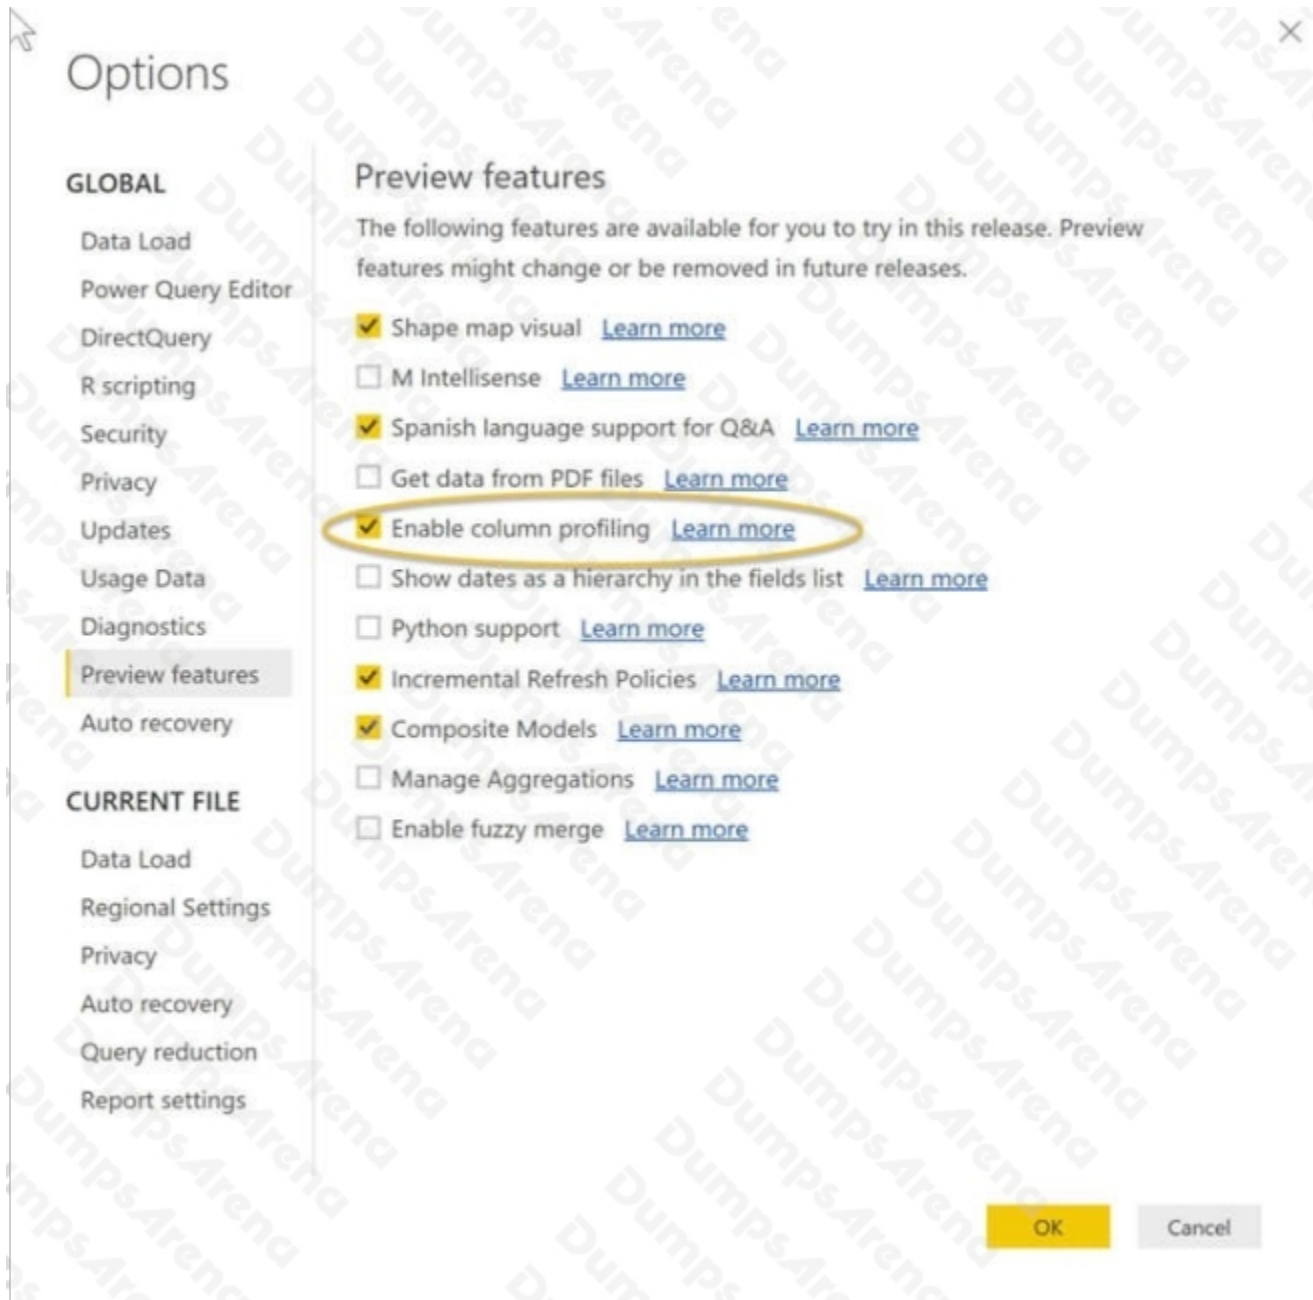 Options
GLOBAL
Data Load
Power Query Editor
DirectQuery
R scripting
Security
Privacy
Updates
Usage Data
Diagnostics
Preview features
Auto recovery
CURRENT FILE
Data Load
Regional Settings
Privacy
Auto recovery
Query reduction
Report settings
Preview features
The following features are available for you to try in this release. Preview
features might change or be removed in future releases.
Shape map visual Learn more
M Intellisense Learn more
Spanish language support for Q&A Learn more
Get data from PDF files Learn more
Enable column profiling Learn more
Show dates as a hierarchy in the fields list Learn more
Python support Learn more
Incremental Refresh Policies Learn more
Composite Models Learn more
Manage Aggregations Learn more
Enable fuzzy merge Learn more
OK Cancel
DumpsArena